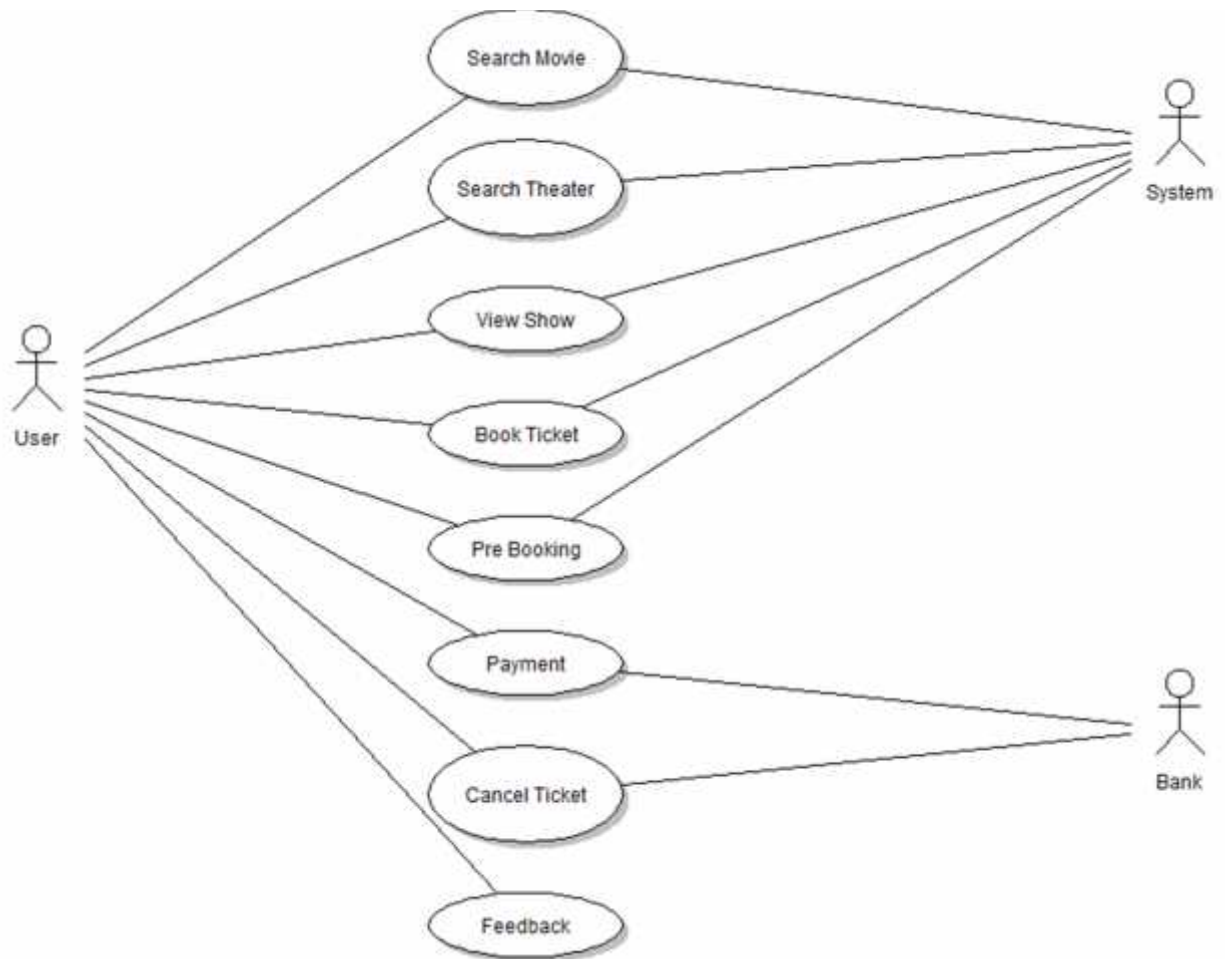 Search Movie
Search Theater
System
View Show
User
Book Ticket
Pre Booking
Payment
Bank
Cancel Ticket
Feedback